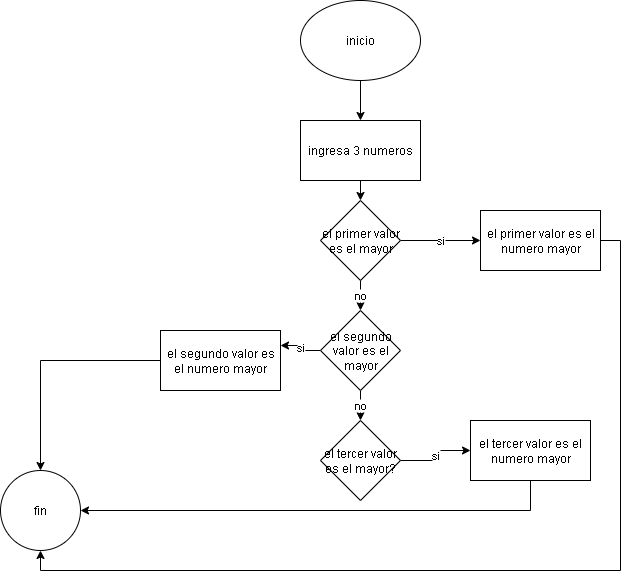 inicio
ingresa 3 numeros
el primer valor
es el mayor
si
el primer valor es el
numero mayor
no
el segundo
valor es el
mayor
si
el segundo valor es
el numero mayor
no
el tercer valor
es el mayor?
si
el tercer valor es el
numero mayor
fin